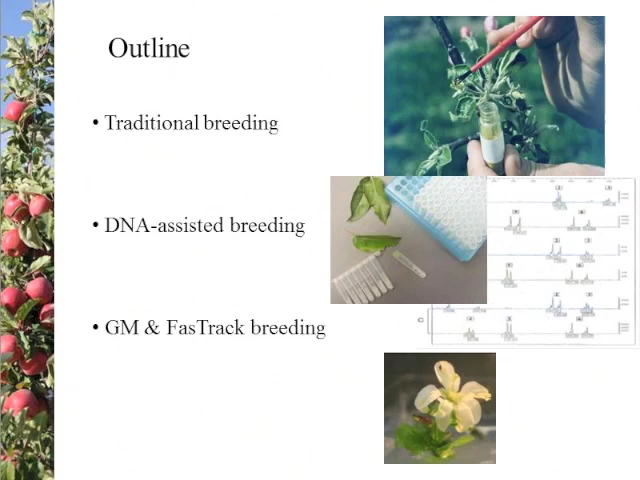 Outline
• Traditional breeding
• DNA-assisted breeding
• GM & FasTrack breeding